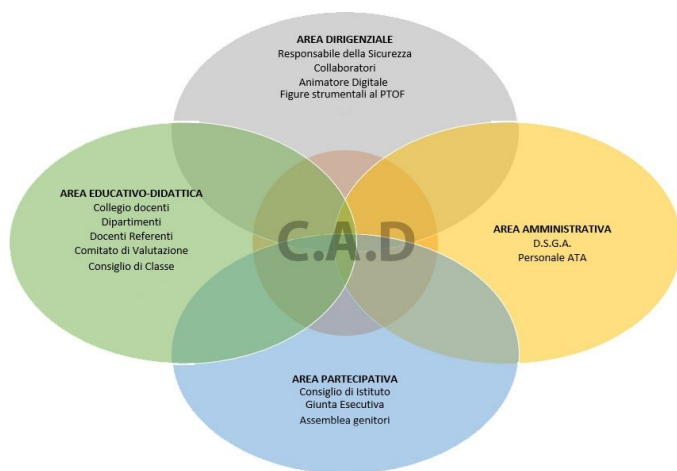 AREA DIRIGENZIALE
Responsabile della Sicurezza
Collaboratori
Animatore Digitale
Figure strumentali al PTOF
AREA EDUCATIVO-DIDATTICA
Collegio docenti
Dipartimenti
Docenti Referenti
Comitato di Valutazione
Consiglio di Classe
C.A.D
AREA AMMINISTRATIVA
D.S.G.A.
Personale ATA
AREA PARTECIPATIVA
Consiglio di Istituto
Giunta Esecutiva
Assemblea genitori